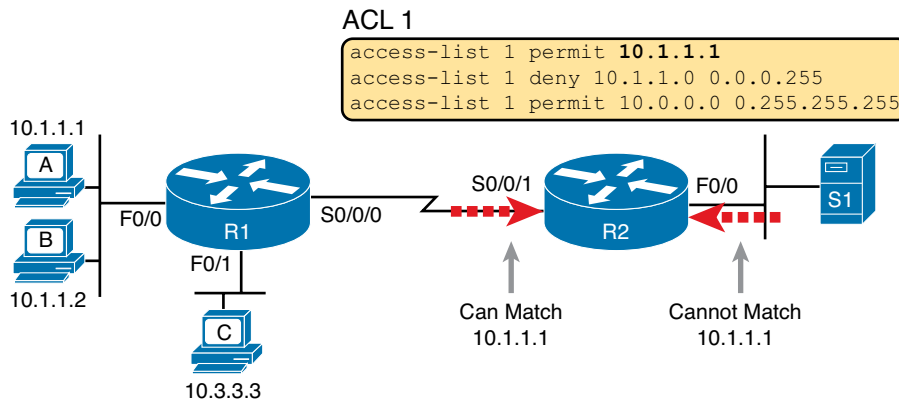 ACL 1
access-list 1 permit 10.1.1.1
access-list 1 deny 10.1.1.0 0.0.0.255
access-list 1 permit 10.0.0.0 0.255.255.255
10.1.1.1
A
B
10.1.1.2
F0/0
R1
S0/0/0
F0/1
C
10.3.3.3
S0/0/1
R2
F0/0
S1
Can Match
10.1.1.1
Cannot Match
10.1.1.1